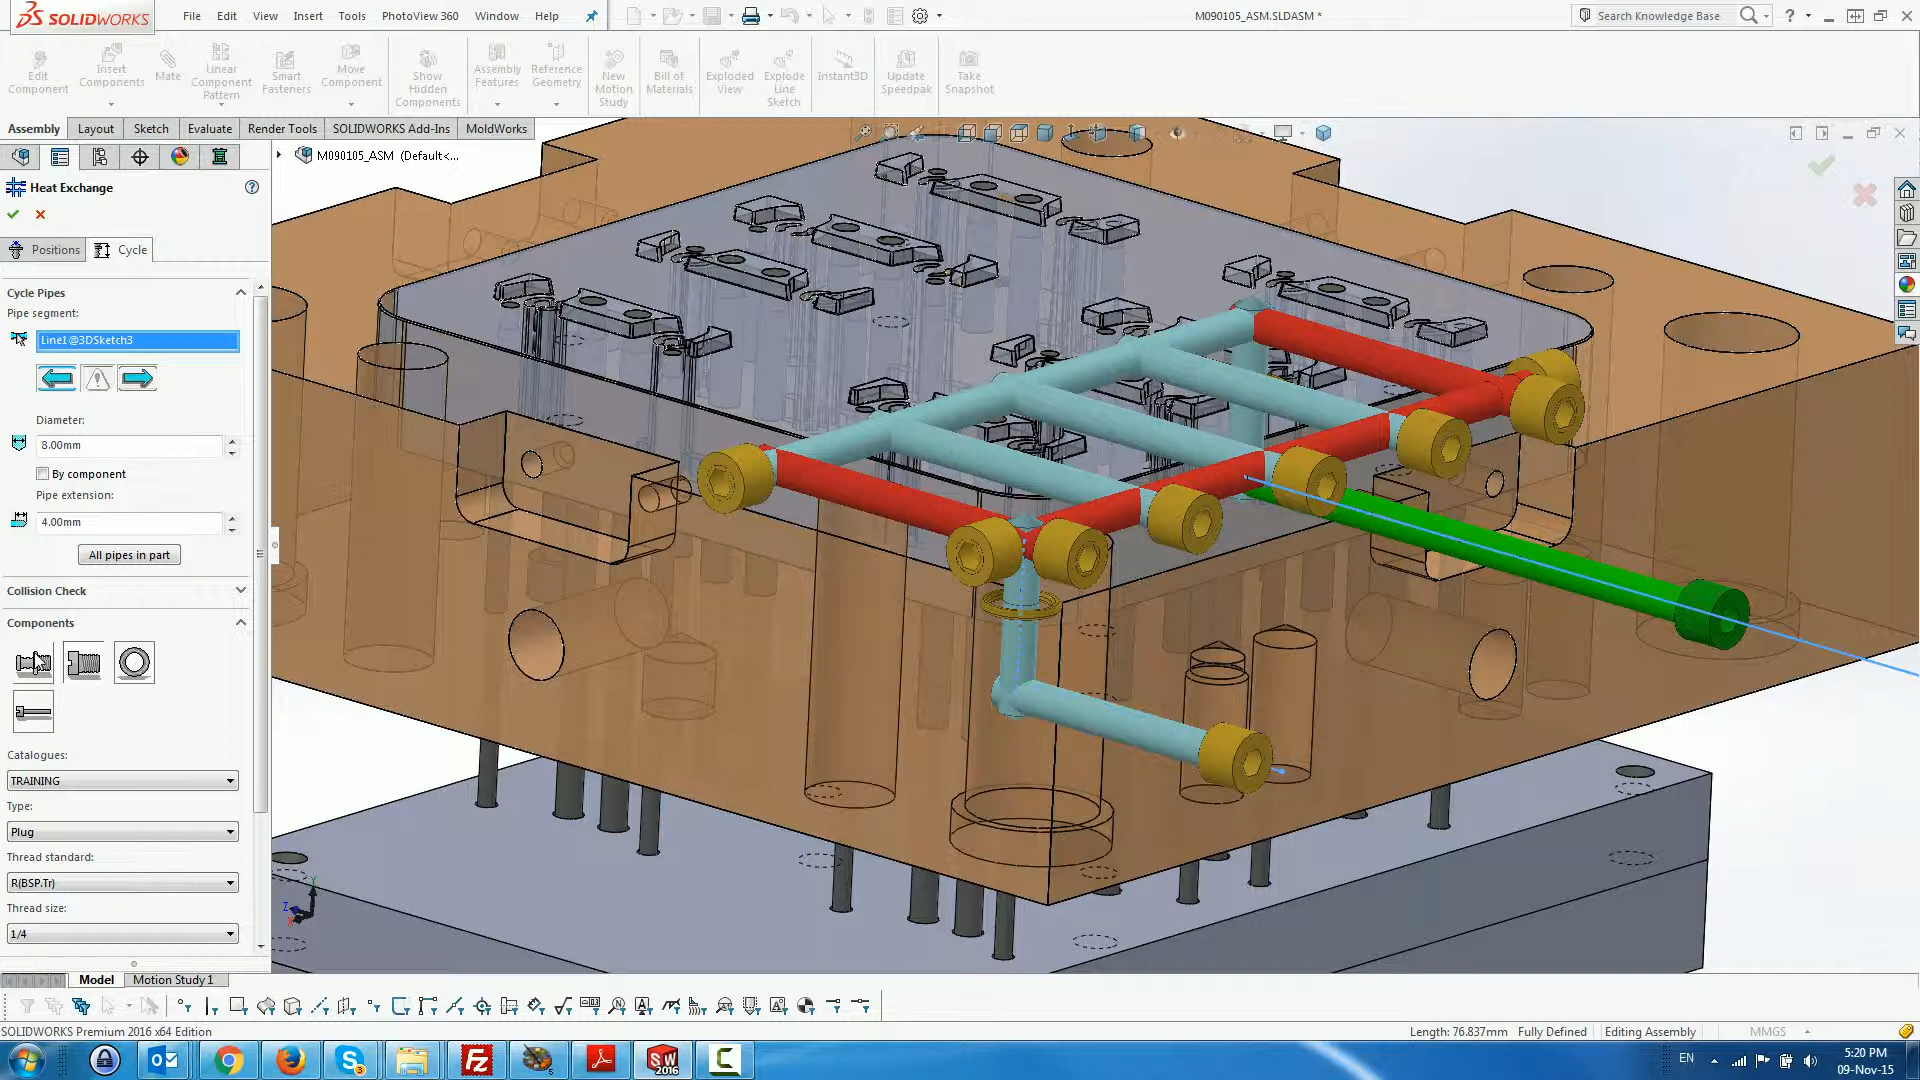 SOLIDWORKS
File Edit View Insert Tools PhotoView 360 Window Help
M090105_ASM.SLDASM *
Search Knowledge Base
Edit Component
Insert Components
Mate
Linear Component Pattern
Smart Fasteners
Move Component
Show Hidden Components
Assembly Features
Reference Geometry
New Motion Study
Bill of Materials
Exploded View
Explode Line Sketch
Instant3D
Update Speedpak
Take Snapshot
Assembly Layout Sketch Evaluate Render Tools SOLIDWORKS Add-Ins MoldWorks
M090105_ASM (Default<...
Heat Exchange
Positions Cycle
Cycle Pipes
Pipe segment:
Line1@3DSketch3
Diameter:
8.00mm
By component
Pipe extension:
4.00mm
All pipes in part
Collision Check
Components
Catalogues:
TRAINING
Type:
Plug
Thread standard:
R(BSP.Tr)
Thread size:
1/4
Y
Z
X
Model Motion Study 1
SOLIDWORKS Premium 2016 x64 Edition
Length: 76.837mm Fully Defined Editing Assembly MMGS
EN
5:20 PM
09-Nov-15